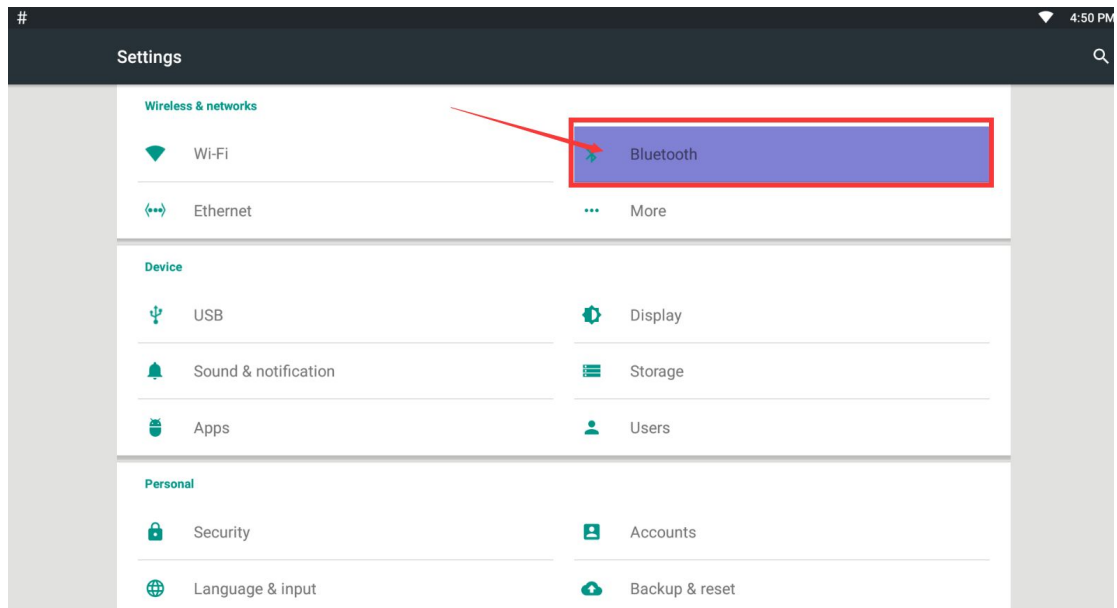 # 4:50 PM
Settings
Wireless & networks
Wi-Fi Bluetooth
Ethernet More
Device
USB Display
Sound & notification Storage
Apps Users
Personal
Security Accounts
Language & input Backup & reset